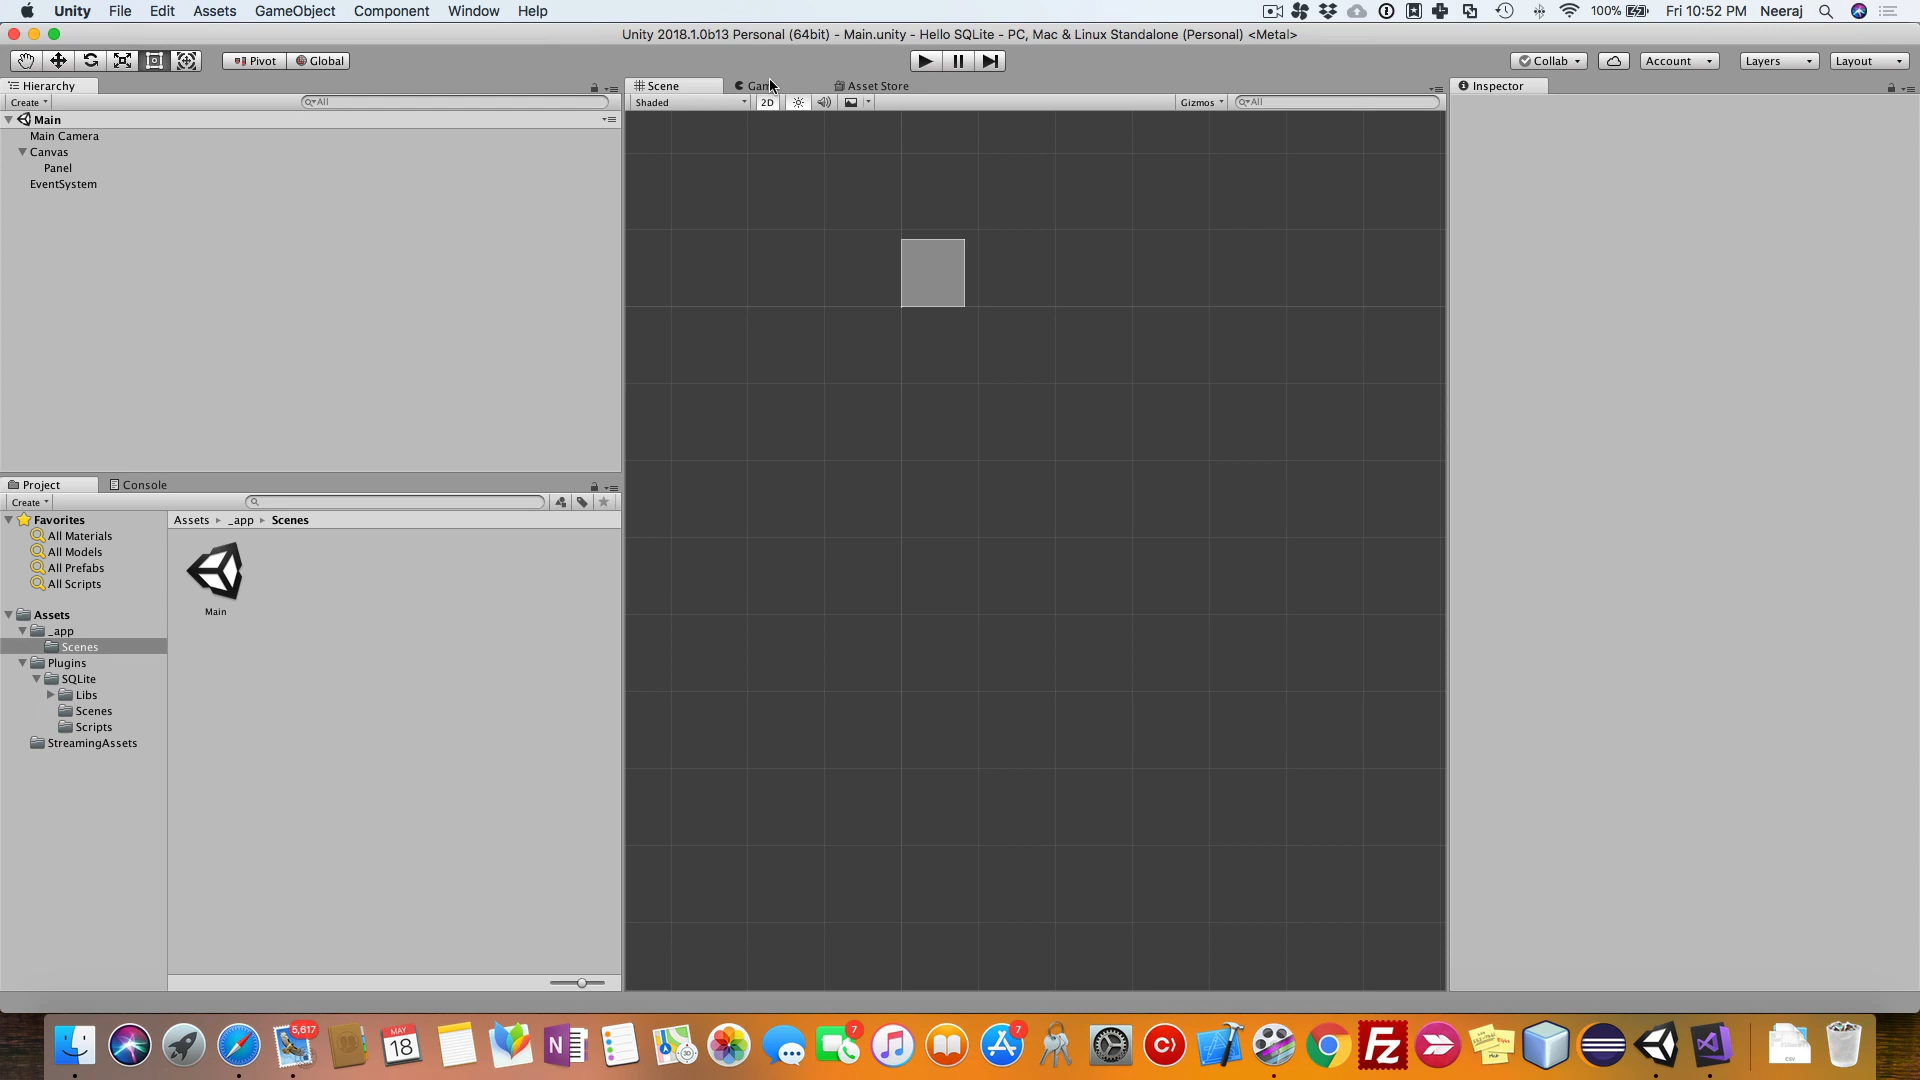 Unity File Edit Assets GameObject Component Window Help 100% Fri 10:52 PM Neeraj
Unity 2018.1.0b13 Personal (64bit) - Main.unity - Hello SQLite - PC, Mac & Linux Standalone (Personal) <Metal>
Pivot Global Collab Account Layers Layout
Hierarchy Scene Asset Store Inspector
Create All Shaded 2D Gizmos All
Main
Main Camera
Canvas
Panel
EventSystem
Project Console
Create
Favorites Assets _app Scenes
All Materials
All Models
All Prefabs
All Scripts
Main
Assets
_app
Scenes
Plugins
SQLite
Libs
Scenes
Scripts
StreamingAssets
5,617 MAY 18 7 7